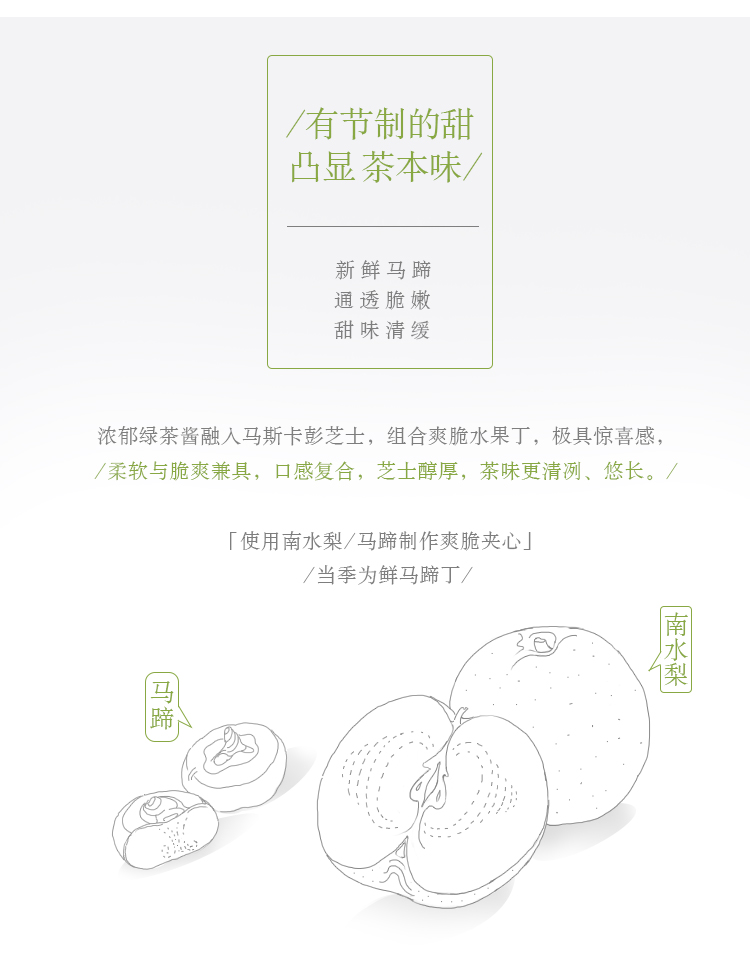 /有节制的甜
凸显茶本味/
新鲜马蹄
通透脆嫩
甜味清缓
浓郁绿茶酱融入马斯卡彭芝士，组合爽脆水果丁，极具惊喜感，
/柔软与脆爽兼具，口感复合，芝士醇厚，茶味更清冽、悠长。/
「使用南水梨/马蹄制作爽脆夹心」
/当季为鲜马蹄丁/
南水梨
马蹄